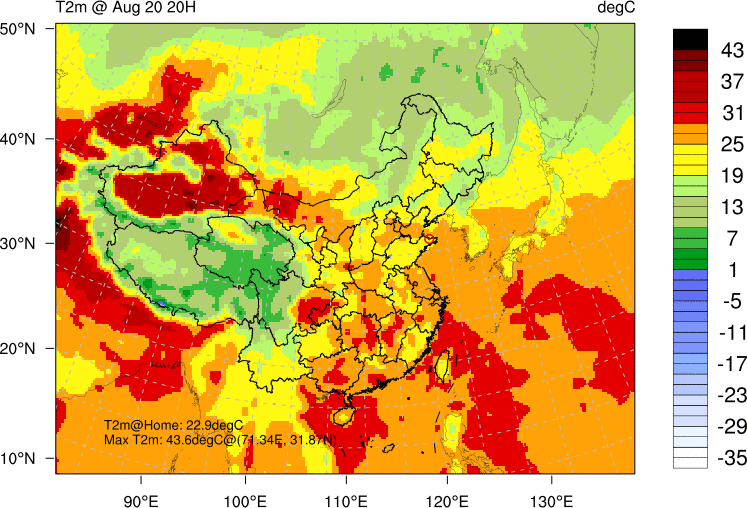 T2m @ Aug 20 20H
degC
50°N
40°N
30°N
20°N
10°N
90°E
100°E
110°E
120°E
130°E
T2m@Home: 22.9degC
Max T2m: 43.6degC@(71.34E, 31.87N)
43
37
31
25
19
13
7
1
-5
-11
-17
-23
-29
-35